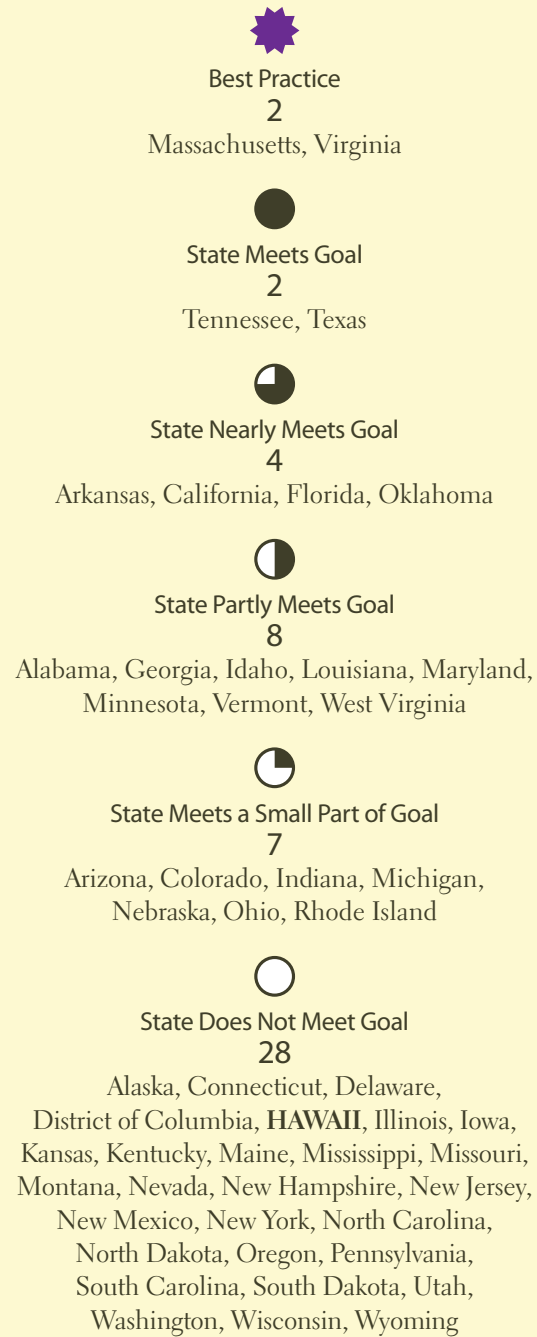 Best Practice
2
Massachusetts, Virginia
State Meets Goal
2
Tennessee, Texas
State Nearly Meets Goal
4
Arkansas, California, Florida, Oklahoma
State Partly Meets Goal
8
Alabama, Georgia, Idaho, Louisiana, Maryland,
Minnesota, Vermont, West Virginia
State Meets a Small Part of Goal
7
Arizona, Colorado, Indiana, Michigan,
Nebraska, Ohio, Rhode Island
State Does Not Meet Goal
28
Alaska, Connecticut, Delaware,
District of Columbia, HAWAII, Illinois, Iowa,
Kansas, Kentucky, Maine, Mississippi, Missouri,
Montana, Nevada, New Hampshire, New Jersey,
New Mexico, New York, North Carolina,
North Dakota, Oregon, Pennsylvania,
South Carolina, South Dakota, Utah,
Washington, Wisconsin, Wyoming